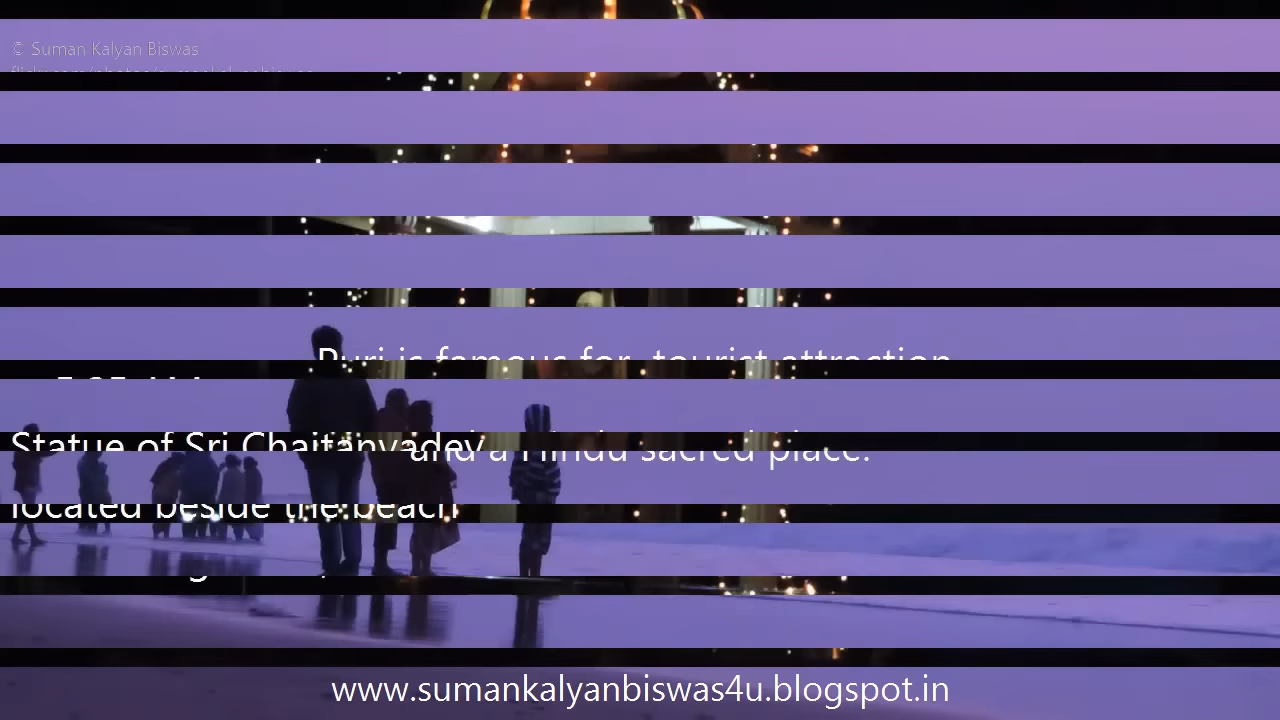 © Suman Kalyan Biswas
Puri is famous for tourist attraction
and a Hindu sacred place.
Statue of Sri Chaitanyadev
located beside the beach
www.sumankalyanbiswas4u.blogspot.in